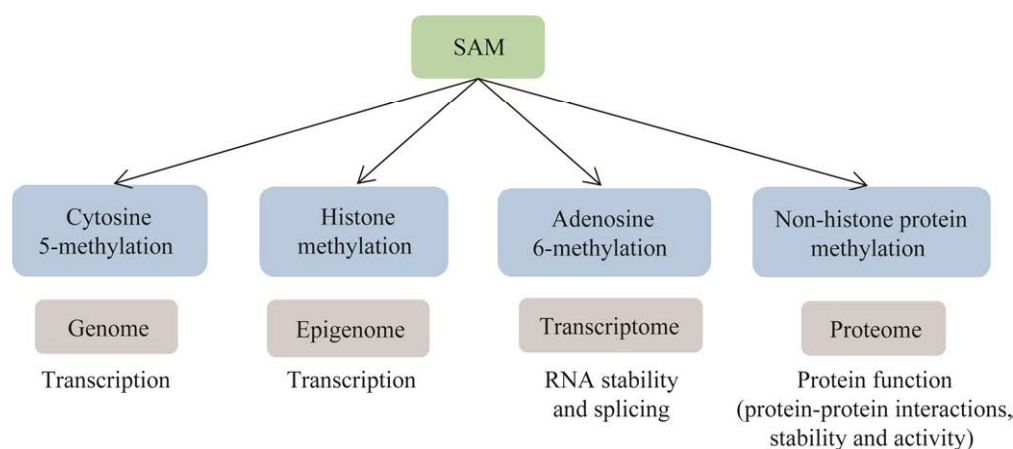 SAM
Cytosine
5-methylation
Histone
methylation
Adenosine
6-methylation
Non-histone protein
methylation
Genome
Epigenome
Transcriptome
Proteome
Transcription
Transcription
RNA stability
and splicing
Protein function
(protein-protein interactions,
stability and activity)